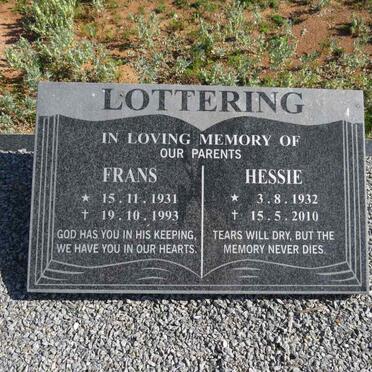 LOTTERING
IN LOVING MEMORY OF
OUR PARENTS
FRANS
★ 15.11.1931
✝ 19.10.1993
GOD HAS YOU IN HIS KEEPING,
WE HAVE YOU IN OUR HEARTS.
HESSIE
★ 3.8.1932
✝ 15.5.2010
TEARS WILL DRY, BUT THE
MEMORY NEVER DIES.